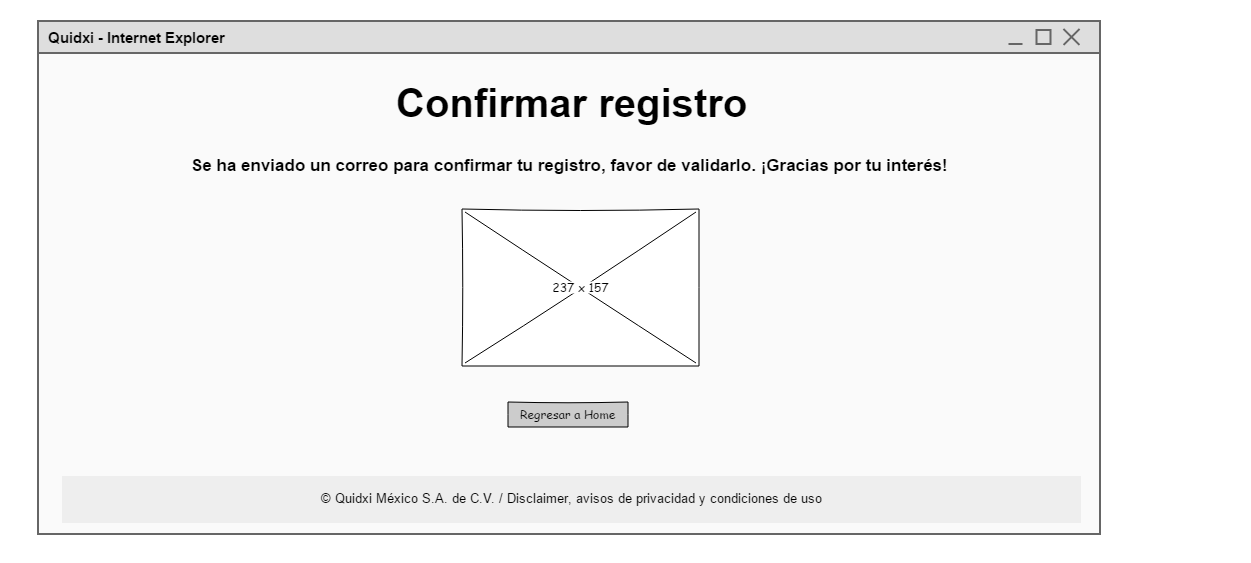 Quidxi - Internet Explorer
Confirmar registro
Se ha enviado un correo para confirmar tu registro, favor de validarlo. ¡Gracias por tu interés!
237 x 157
Regresar a Home
© Quidxi México S.A. de C.V. / Disclaimer, avisos de privacidad y condiciones de uso